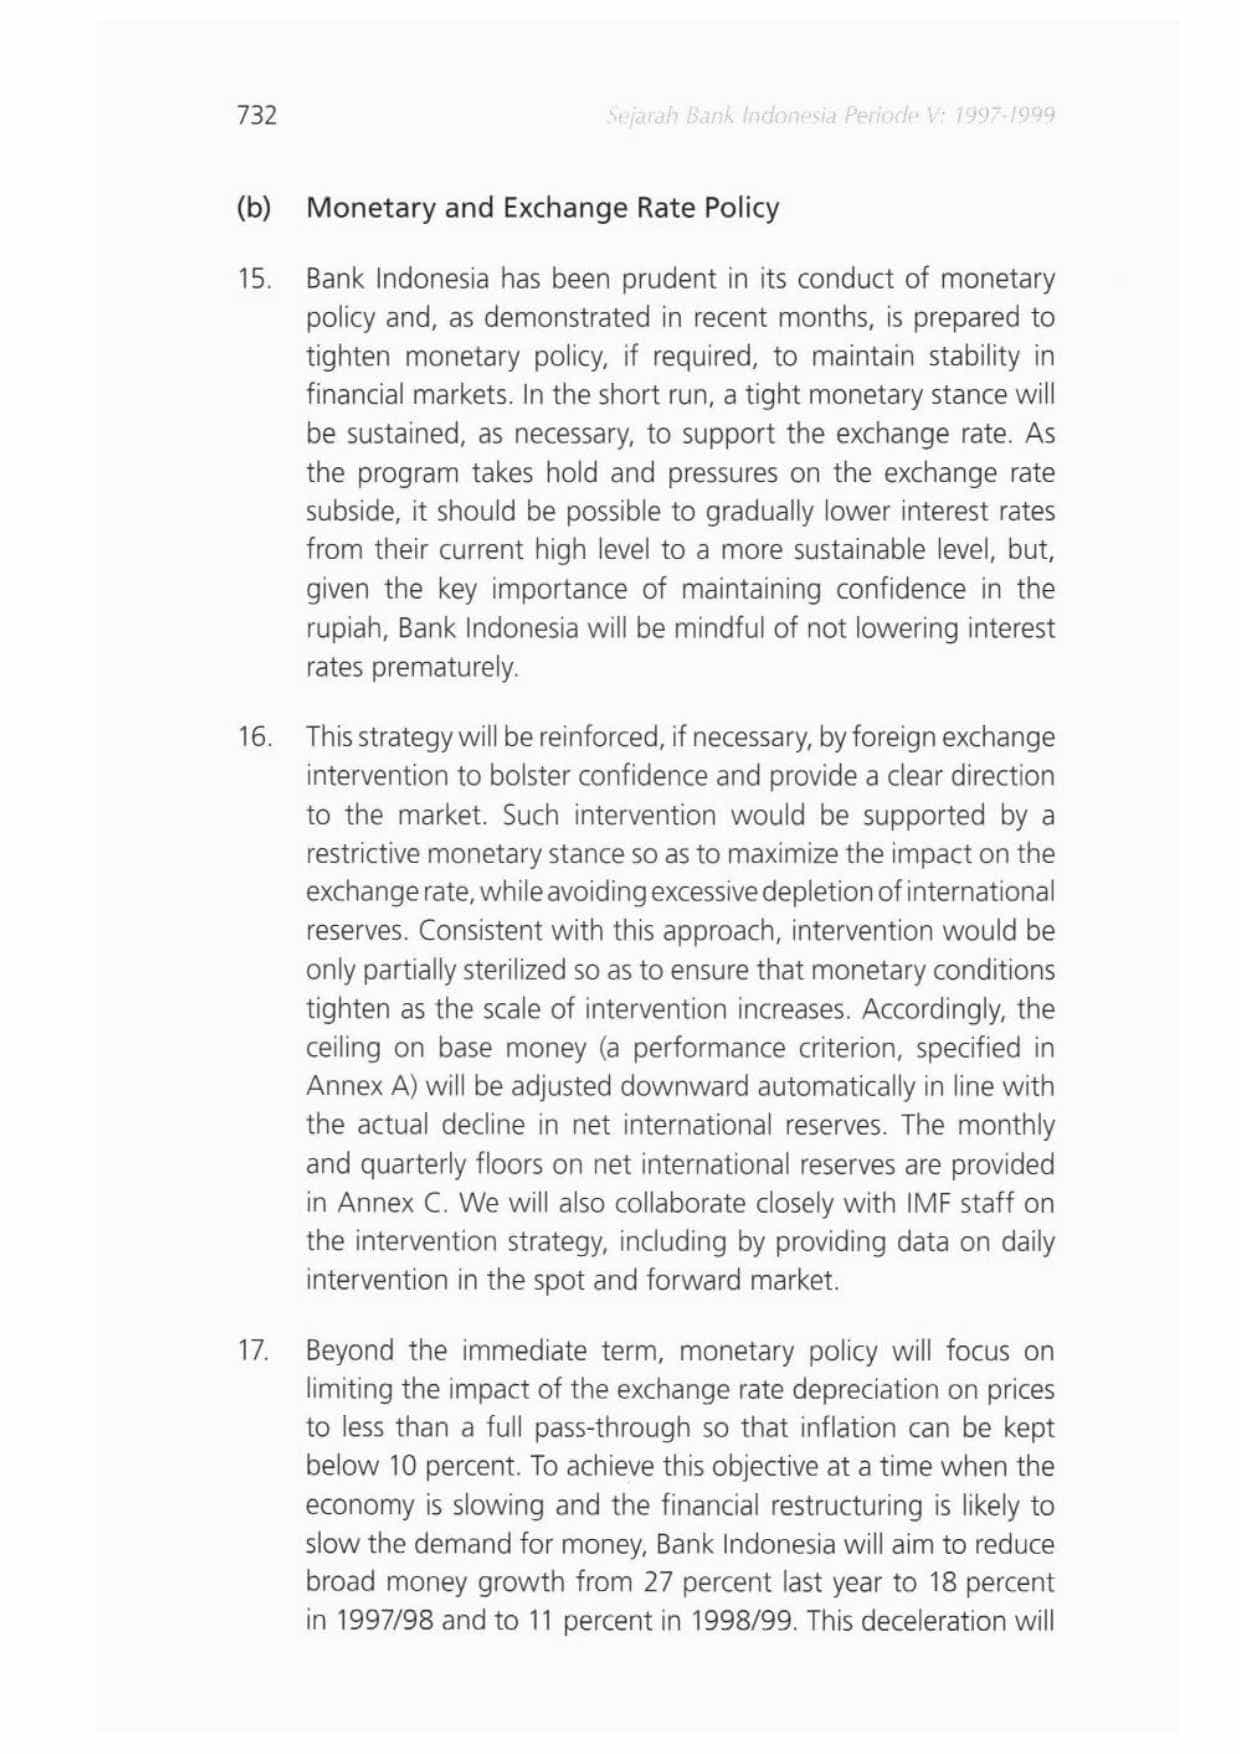 732
Sejarah Bank Indonesia Periode V: 1997-1999
(b) Monetary and Exchange Rate Policy
15. Bank Indonesia has been prudent in its conduct of monetary
policy and, as demonstrated in recent months, is prepared to
tighten monetary policy, if required, to maintain stability in
financial markets. In the short run, a tight monetary stance will
be sustained, as necessary, to support the exchange rate. As
the program takes hold and pressures on the exchange rate
subside, it should be possible to gradually lower interest rates
from their current high level to a more sustainable level, but,
given the key importance of maintaining confidence in the
rupiah, Bank Indonesia will be mindful of not lowering interest
rates prematurely.
16. This strategy will be reinforced, if necessary, by foreign exchange
intervention to bolster confidence and provide a clear direction
to the market. Such intervention would be supported by a
restrictive monetary stance so as to maximize the impact on the
exchange rate, while avoiding excessive depletion of international
reserves. Consistent with this approach, intervention would be
only partially sterilized so as to ensure that monetary conditions
tighten as the scale of intervention increases. Accordingly, the
ceiling on base money (a performance criterion, specified in
Annex A) will be adjusted downward automatically in line with
the actual decline in net international reserves. The monthly
and quarterly floors on net international reserves are provided
in Annex C. We will also collaborate closely with IMF staff on
the intervention strategy, including by providing data on daily
intervention in the spot and forward market.
17. Beyond the immediate term, monetary policy will focus on
limiting the impact of the exchange rate depreciation on prices
to less than a full pass-through so that inflation can be kept
below 10 percent. To achieve this objective at a time when the
economy is slowing and the financial restructuring is likely to
slow the demand for money, Bank Indonesia will aim to reduce
broad money growth from 27 percent last year to 18 percent
in 1997/98 and to 11 percent in 1998/99. This deceleration will